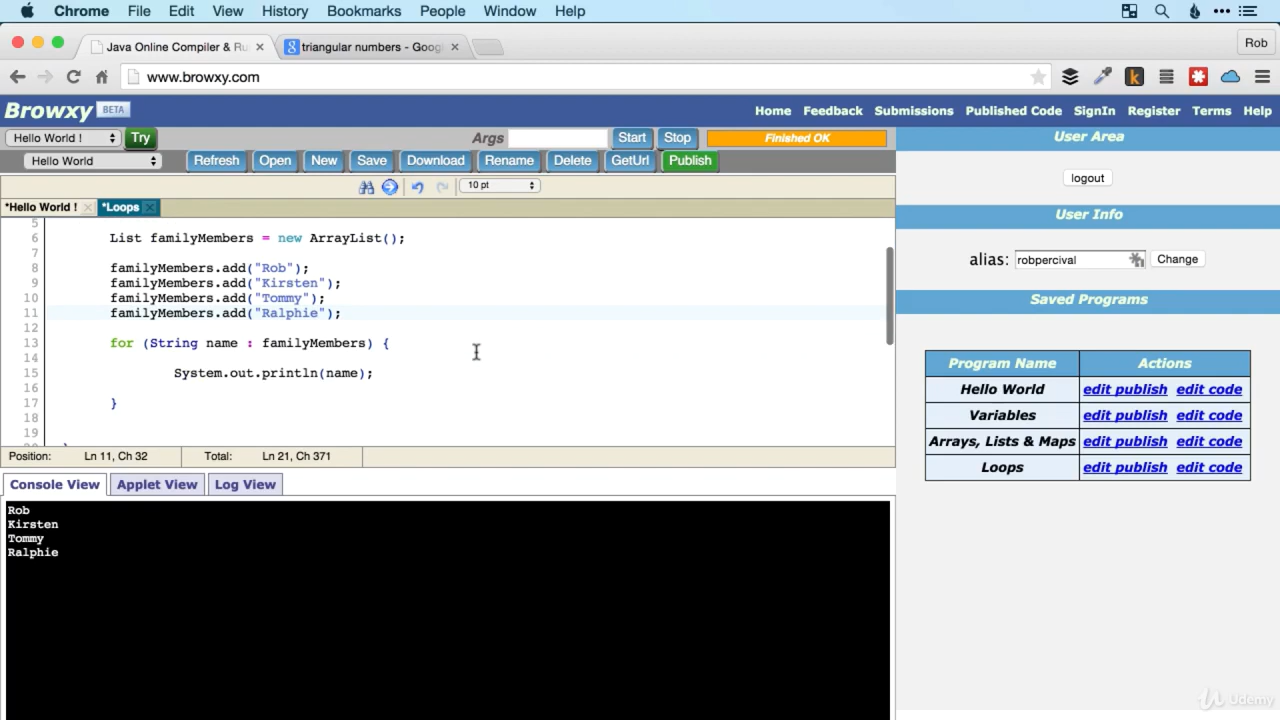 Chrome File Edit View History Bookmarks People Window Help
Java Online Compiler & Ru × triangular numbers - Goog × Rob
www.browxy.com
Browxy BETA Home Feedback Submissions Published Code SignIn Register Terms Help
Hello World ! Try Args Start Stop Finished OK User Area
Hello World Refresh Open New Save Download Rename Delete GetUrl Publish
logout
10 pt
*Hello World ! *Loops User Info
5
6 List familyMembers = new ArrayList();
alias: robpercival Change
7
8 familyMembers.add("Rob");
9 familyMembers.add("Kirsten");
10 familyMembers.add("Tommy");
Saved Programs
11 familyMembers.add("Ralphie");
12
13 for (String name : familyMembers) {
14
15 System.out.println(name);
16
17 }
18
19
Program Name Actions
Hello World edit publish edit code
Variables edit publish edit code
Arrays, Lists & Maps edit publish edit code
Loops edit publish edit code
Position: Ln 11, Ch 32 Total: Ln 21, Ch 371
Console View Applet View Log View
Rob
Kirsten
Tommy
Ralphie
Udemy